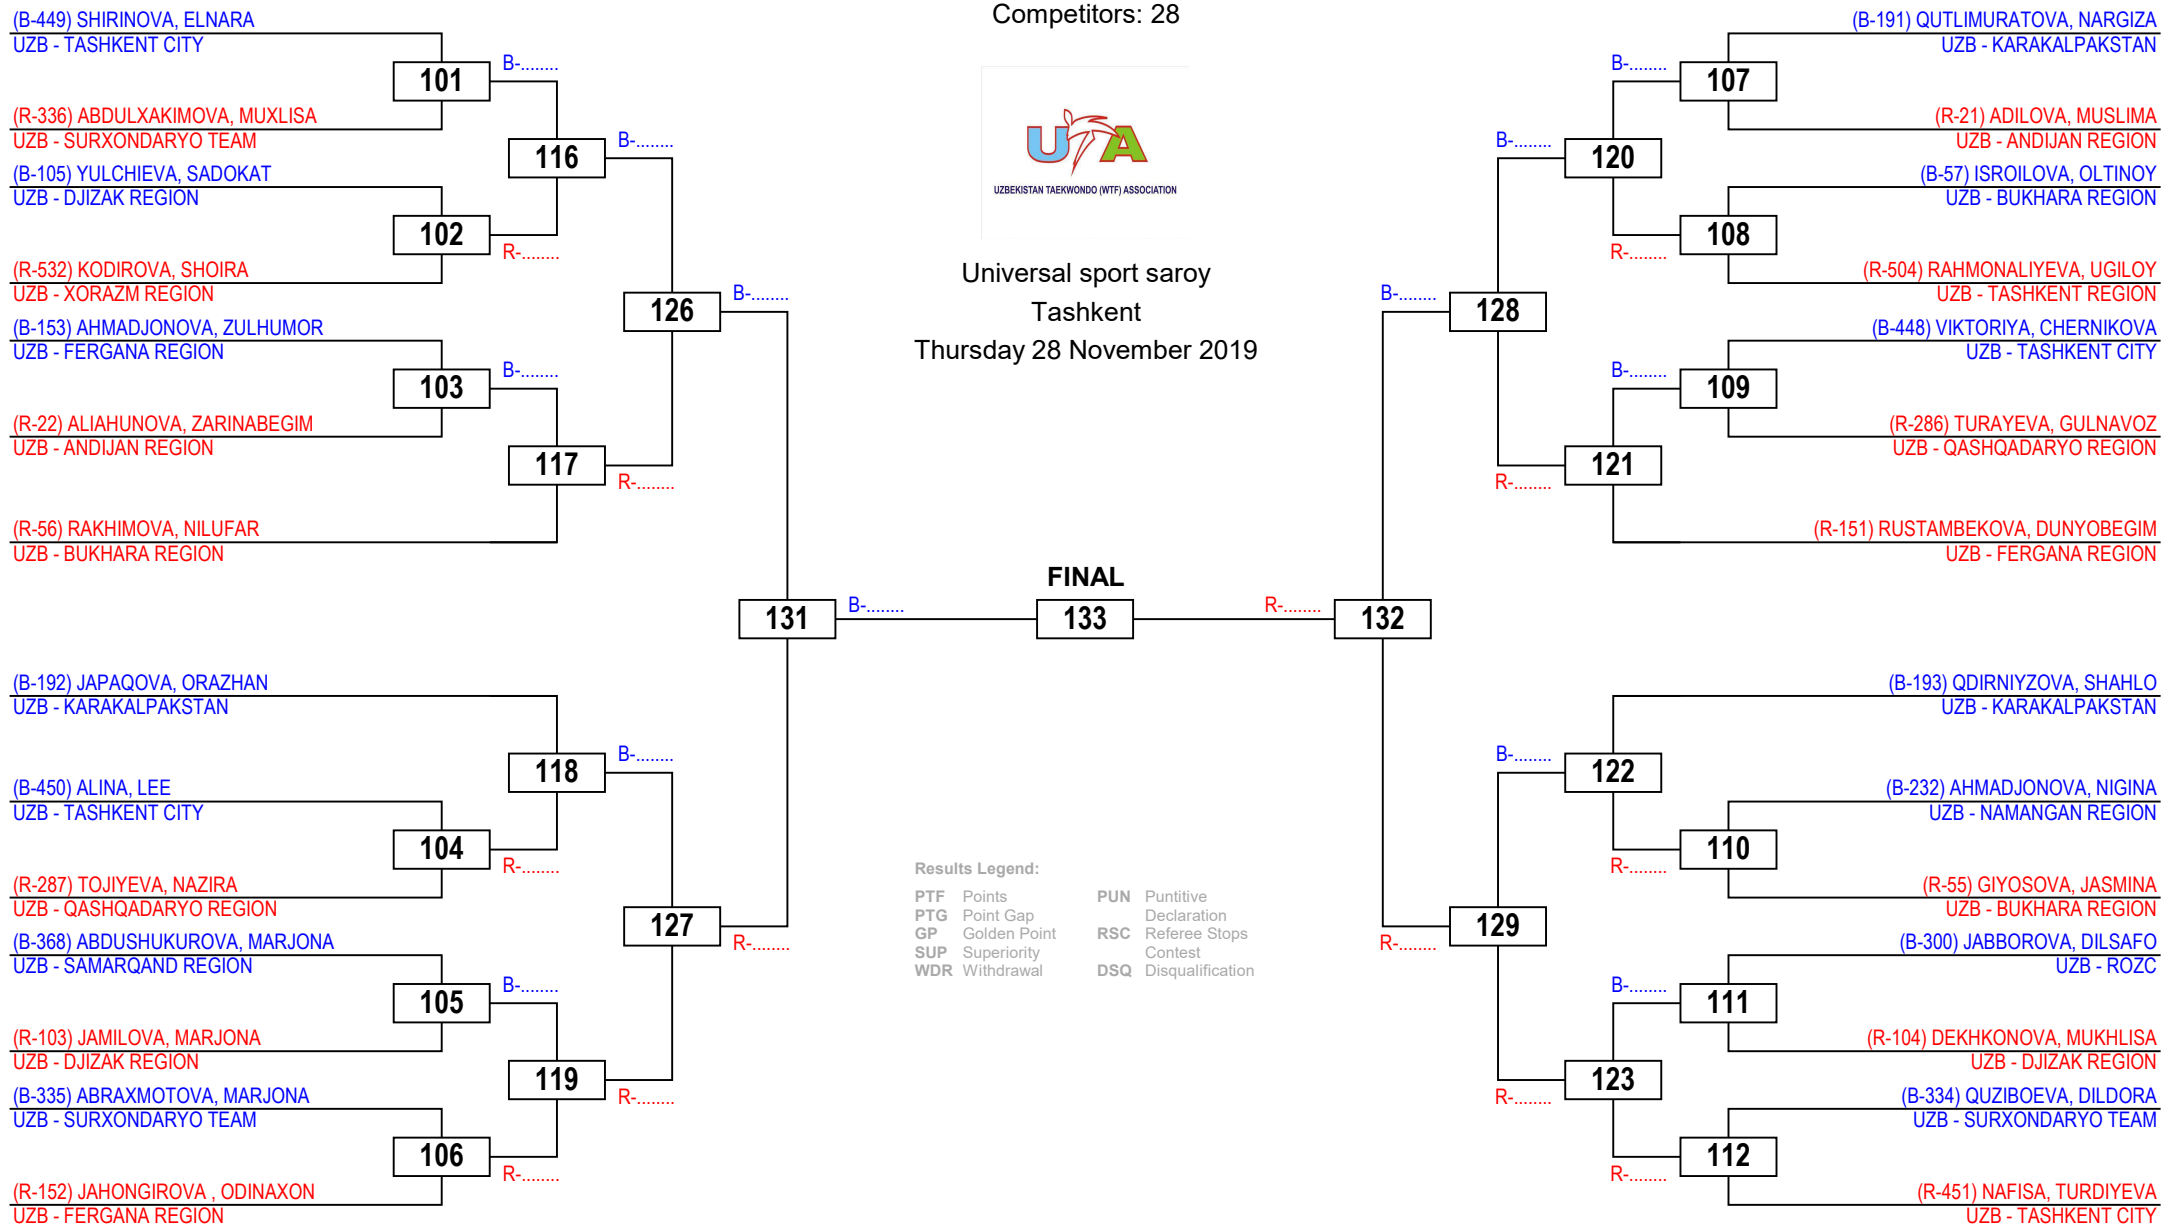 Competitors: 28
UTA
UZBEKISTAN TAEKWONDO (WTF) ASSOCIATION
Universal sport saroy
Tashkent
Thursday 28 November 2019
(B-449) SHIRINOVA, ELNARA
UZB - TASHKENT CITY
101
B-........
(R-336) ABDULXAKIMOVA, MUXLISA
UZB - SURXONDARYO TEAM
116
B-........
(B-105) YULCHIEVA, SADOKAT
UZB - DJIZAK REGION
102
R-........
(R-532) KODIROVA, SHOIRA
UZB - XORAZM REGION
126
B-........
(B-153) AHMADJONOVA, ZULHUMOR
UZB - FERGANA REGION
103
B-........
(R-22) ALIAHUNOVA, ZARINABEGIM
UZB - ANDIJAN REGION
117
R-........
(R-56) RAKHIMOVA, NILUFAR
UZB - BUKHARA REGION
131
B-........
FINAL
133
(B-192) JAPAQOVA, ORAZHAN
UZB - KARAKALPAKSTAN
118
B-........
(B-450) ALINA, LEE
UZB - TASHKENT CITY
104
R-........
(R-287) TOJIYEVA, NAZIRA
UZB - QASHQADARYO REGION
127
R-........
(B-368) ABDUSHUKUROVA, MARJONA
UZB - SAMARQAND REGION
105
B-........
(R-103) JAMILOVA, MARJONA
UZB - DJIZAK REGION
119
R-........
(B-335) ABRAXMOTOVA, MARJONA
UZB - SURXONDARYO TEAM
106
R-........
(R-152) JAHONGIROVA , ODINAXON
UZB - FERGANA REGION
(B-191) QUTLIMURATOVA, NARGIZA
UZB - KARAKALPAKSTAN
B-........
107
(R-21) ADILOVA, MUSLIMA
UZB - ANDIJAN REGION
B-........
120
(B-57) ISROILOVA, OLTINOY
UZB - BUKHARA REGION
R-........
108
(R-504) RAHMONALIYEVA, UGILOY
UZB - TASHKENT REGION
B-........
128
(B-448) VIKTORIYA, CHERNIKOVA
UZB - TASHKENT CITY
B-........
109
(R-286) TURAYEVA, GULNAVOZ
UZB - QASHQADARYO REGION
R-........
121
(R-151) RUSTAMBEKOVA, DUNYOBEGIM
UZB - FERGANA REGION
R-........
132
(B-193) QDIRNIYZOVA, SHAHLO
UZB - KARAKALPAKSTAN
B-........
122
(B-232) AHMADJONOVA, NIGINA
UZB - NAMANGAN REGION
R-........
110
(R-55) GIYOSOVA, JASMINA
UZB - BUKHARA REGION
R-........
129
(B-300) JABBOROVA, DILSAFO
UZB - ROZC
B-........
111
(R-104) DEKHKONOVA, MUKHLISA
UZB - DJIZAK REGION
R-........
123
(B-334) QUZIBOEVA, DILDORA
UZB - SURXONDARYO TEAM
R-........
112
(R-451) NAFISA, TURDIYEVA
UZB - TASHKENT CITY
Results Legend:
PTF Points
PTG Point Gap
GP Golden Point
SUP Superiority
WDR Withdrawal
PUN Puntitive
Declaration
RSC Referee Stops
Contest
DSQ Disqualification